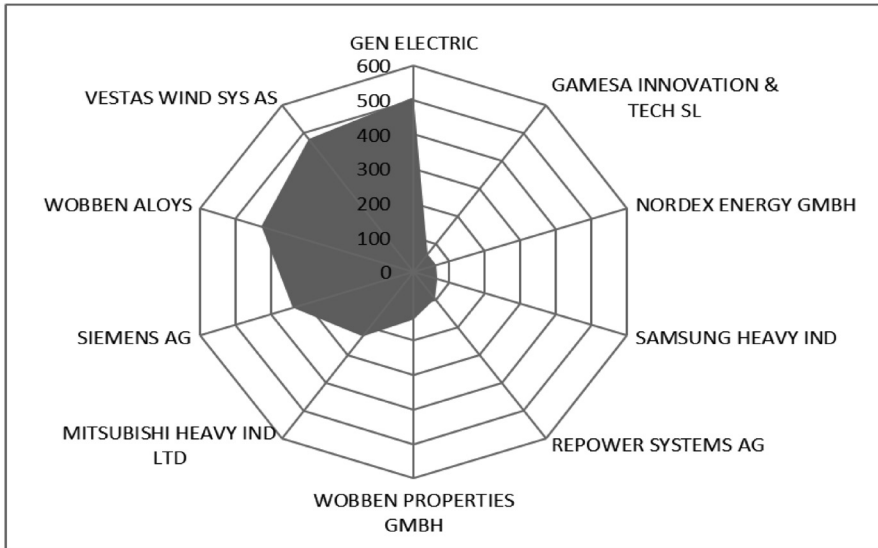 GEN ELECTRIC
600
500
400
300
200
100
0
GAMESA INNOVATION &
TECH SL
NORDEX ENERGY GMBH
SAMSUNG HEAVY IND
REPOWER SYSTEMS AG
WOBBEN PROPERTIES
GMBH
MITSUBISHI HEAVY IND
LTD
SIEMENS AG
WOBBEN ALOYS
VESTAS WIND SYS AS